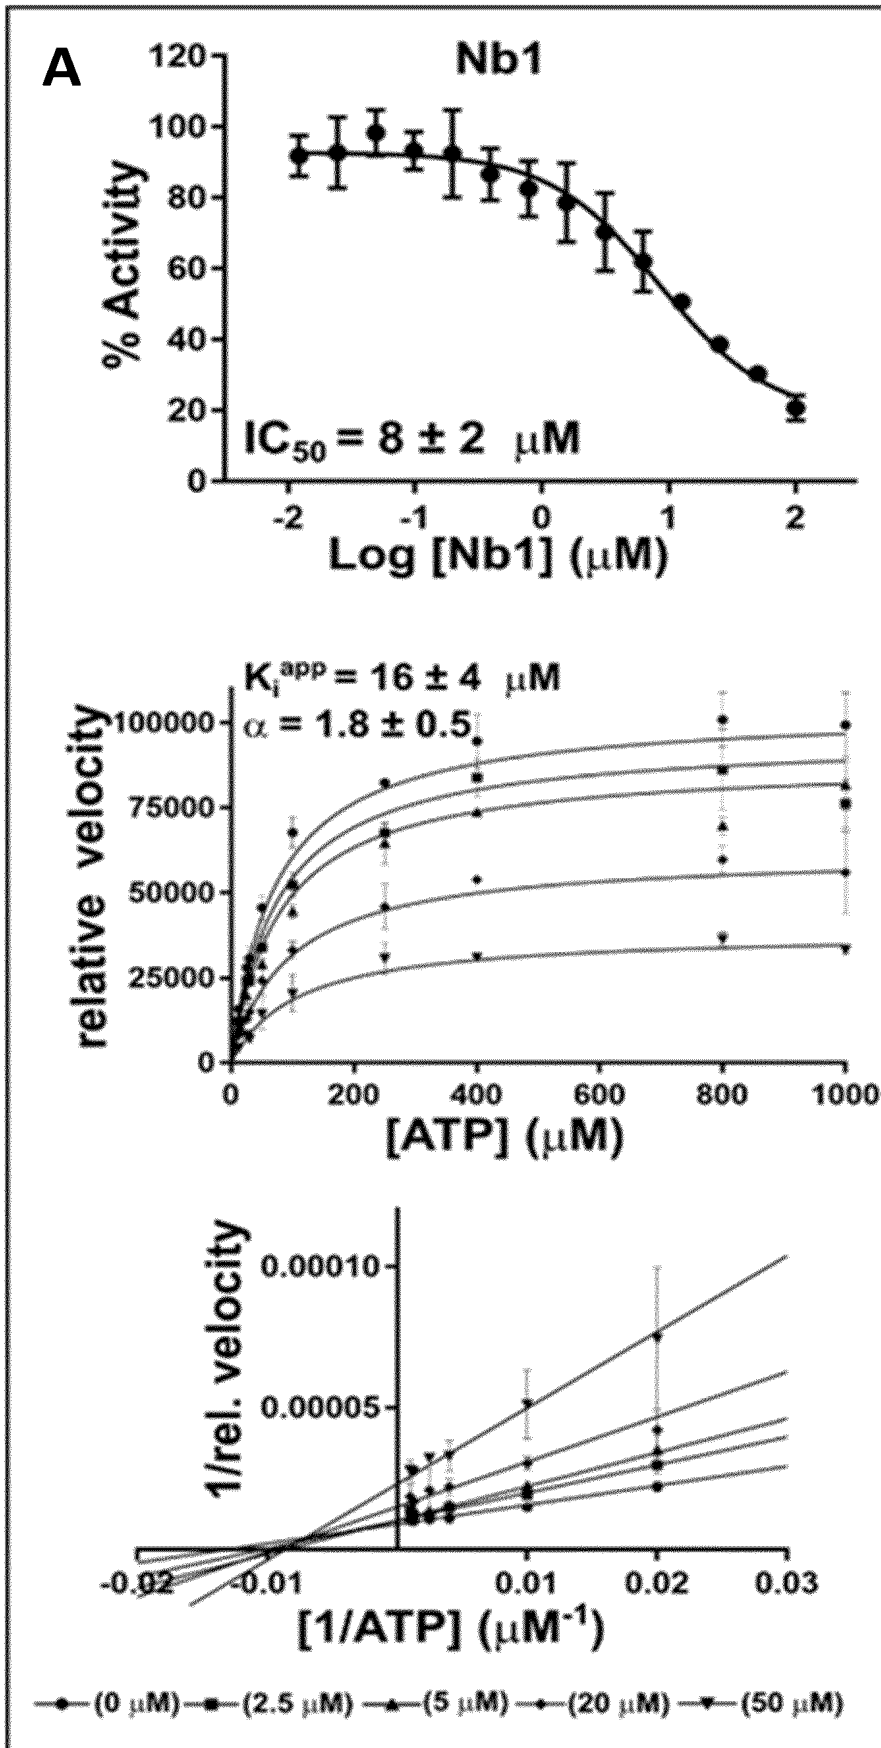 A
Nb1
120
100
80
60
40
20
0
% Activity
IC50 = 8 ± 2 μM
-2 -1 0 1 2
Log [Nb1] (μM)
Kiapp = 16 ± 4 μM
α = 1.8 ± 0.5
100000
75000
50000
25000
0
relative velocity
0 200 400 600 800 1000
[ATP] (μM)
1/rel. velocity
0.00010
0.00005
-0.02 -0.01 0.01 0.02 0.03
[1/ATP] (μM-1)
(0 μM) (2.5 μM) (5 μM) (20 μM) (50 μM)